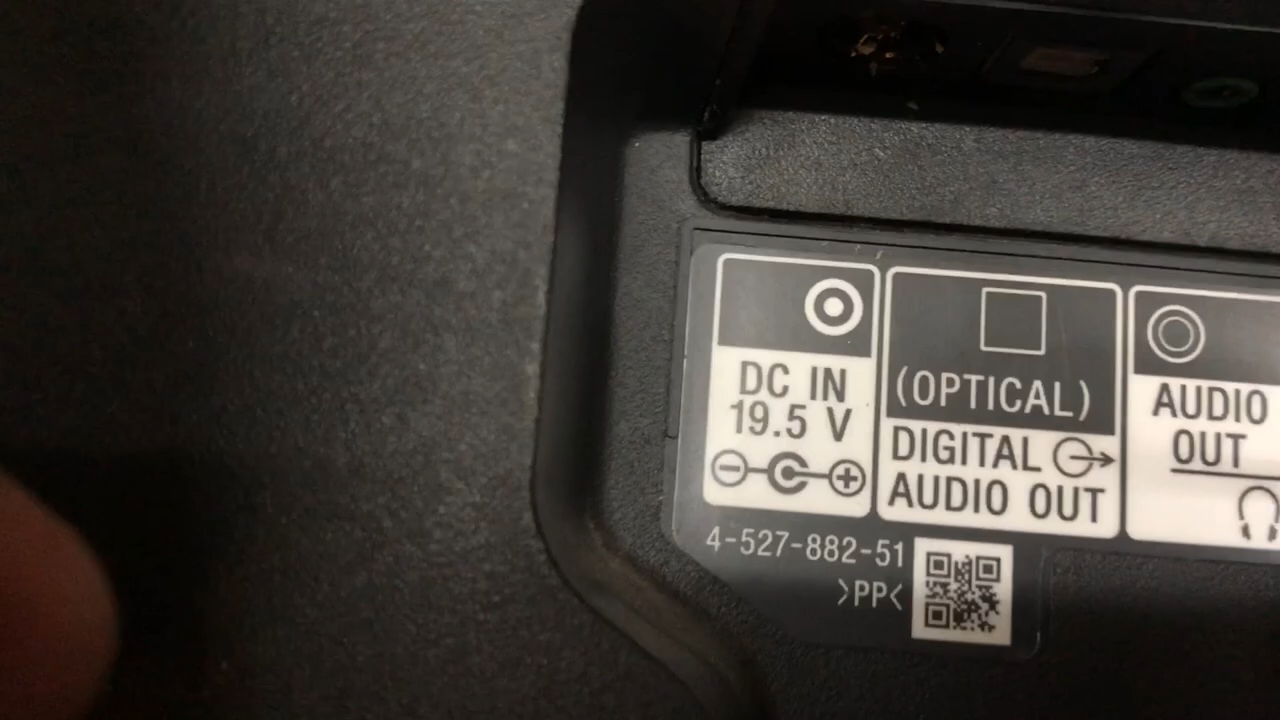 DC IN
19.5 V
(OPTICAL)
DIGITAL
AUDIO OUT
AUDIO
OUT
4-527-882-51
>PP<